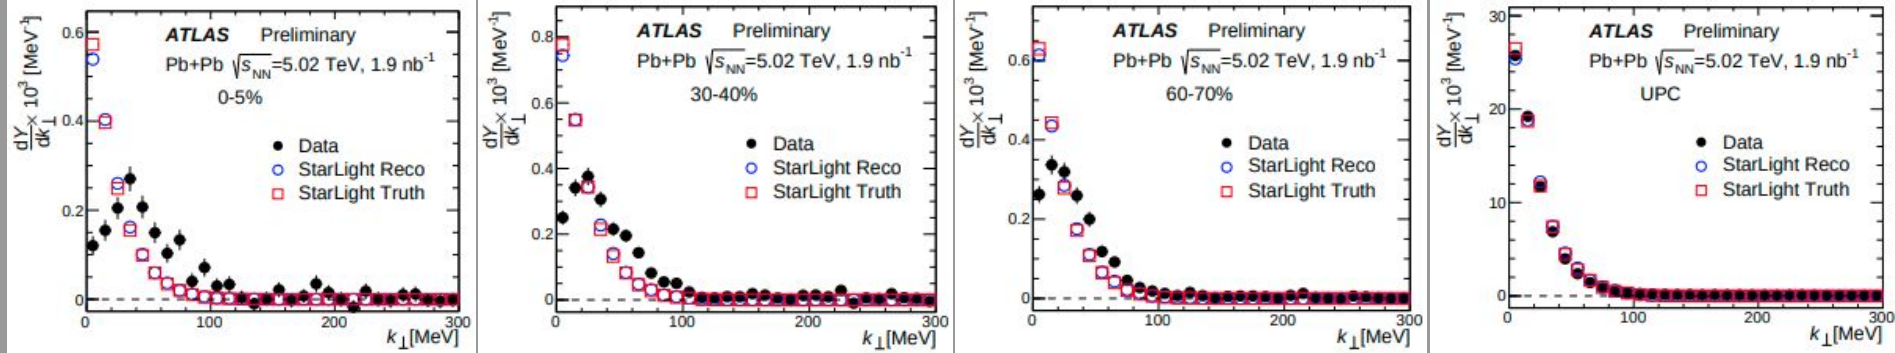 dY/dk⊥ × 10³ [MeV⁻¹]
0.6
0.4
0.2
0
ATLAS Preliminary
Pb+Pb √sNN=5.02 TeV, 1.9 nb⁻¹
0-5%
Data
StarLight Reco
StarLight Truth
0 100 200 300
k⊥[MeV]
dY/dk⊥ × 10³ [MeV⁻¹]
0.8
0.6
0.4
0.2
0
ATLAS Preliminary
Pb+Pb √sNN=5.02 TeV, 1.9 nb⁻¹
30-40%
Data
StarLight Reco
StarLight Truth
0 100 200 300
k⊥[MeV]
dY/dk⊥ × 10³ [MeV⁻¹]
0.6
0.4
0.2
0
ATLAS Preliminary
Pb+Pb √sNN=5.02 TeV, 1.9 nb⁻¹
60-70%
Data
StarLight Reco
StarLight Truth
0 100 200 300
k⊥[MeV]
dY/dk⊥ × 10³ [MeV⁻¹]
30
20
10
0
ATLAS Preliminary
Pb+Pb √sNN=5.02 TeV, 1.9 nb⁻¹
UPC
Data
StarLight Reco
StarLight Truth
0 100 200 300
k⊥[MeV]